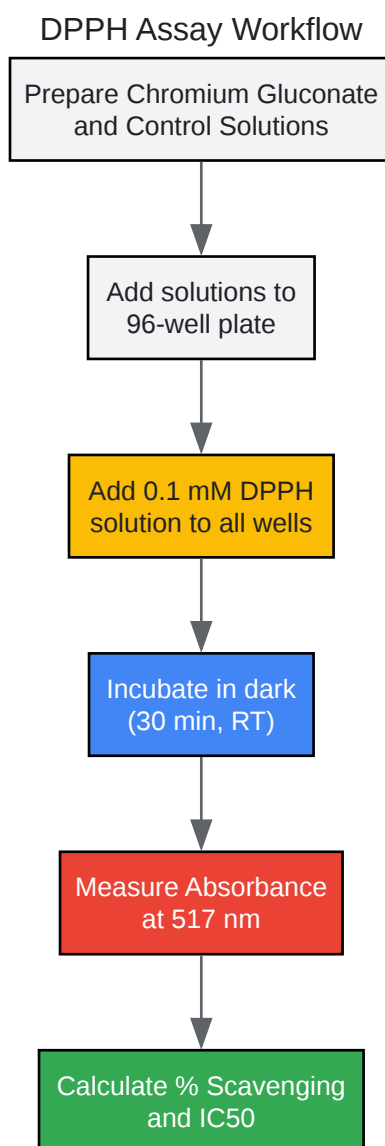 DPPH Assay Workflow
Prepare Chromium Gluconate
and Control Solutions
Add solutions to
96-well plate
Add 0.1 mM DPPH
solution to all wells
Incubate in dark
(30 min, RT)
Measure Absorbance
at 517 nm
Calculate % Scavenging
and IC50